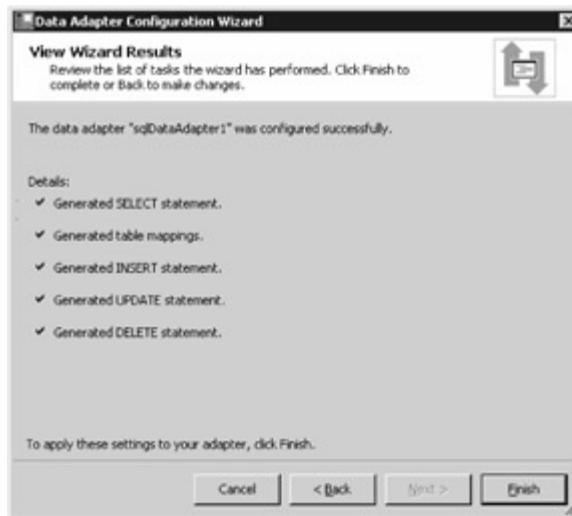 Data Adapter Configuration Wizard
View Wizard Results
Review the list of tasks the wizard has performed. Click Finish to
complete or Back to make changes.
The data adapter "sqlDataAdapter1" was configured successfully.
Details:
Generated SELECT statement.
Generated table mappings.
Generated INSERT statement.
Generated UPDATE statement.
Generated DELETE statement.
To apply these settings to your adapter, click Finish.
Cancel < Back Next > Finish